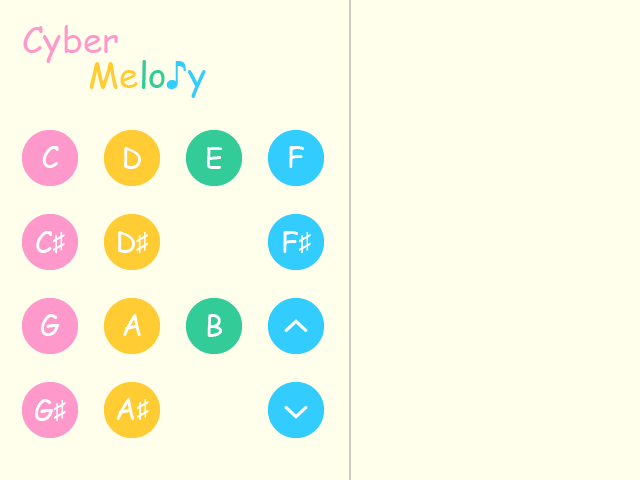 Cyber
Melo♪y
C D E F
C♯ D♯ F♯
G A B
G♯ A♯